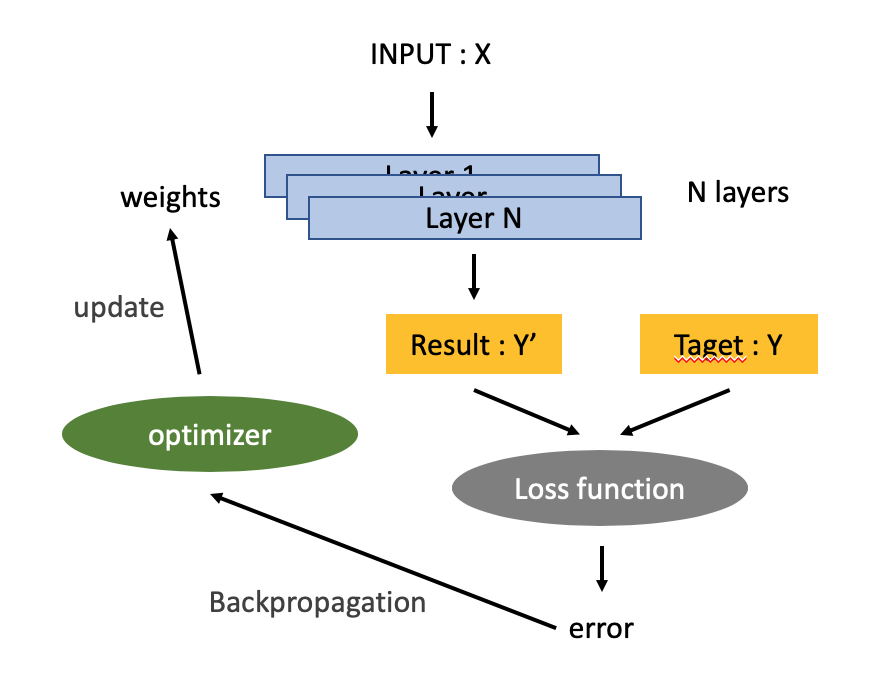 INPUT : X
Layer 1
Layer
Layer N
weights
N layers
update
Result : Y’
Taget : Y
optimizer
Loss function
Backpropagation
error